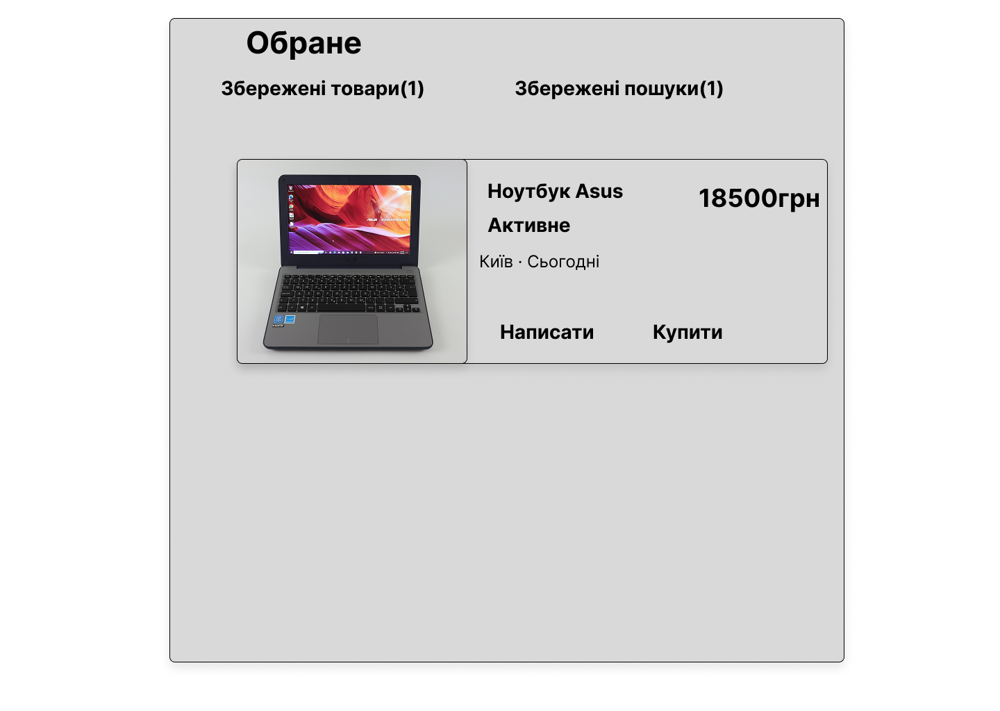 Обране
Збережені товари(1)
Збережені пошуки(1)
Ноутбук Asus
18500грн
Активне
Київ · Сьогодні
Написати
Купити